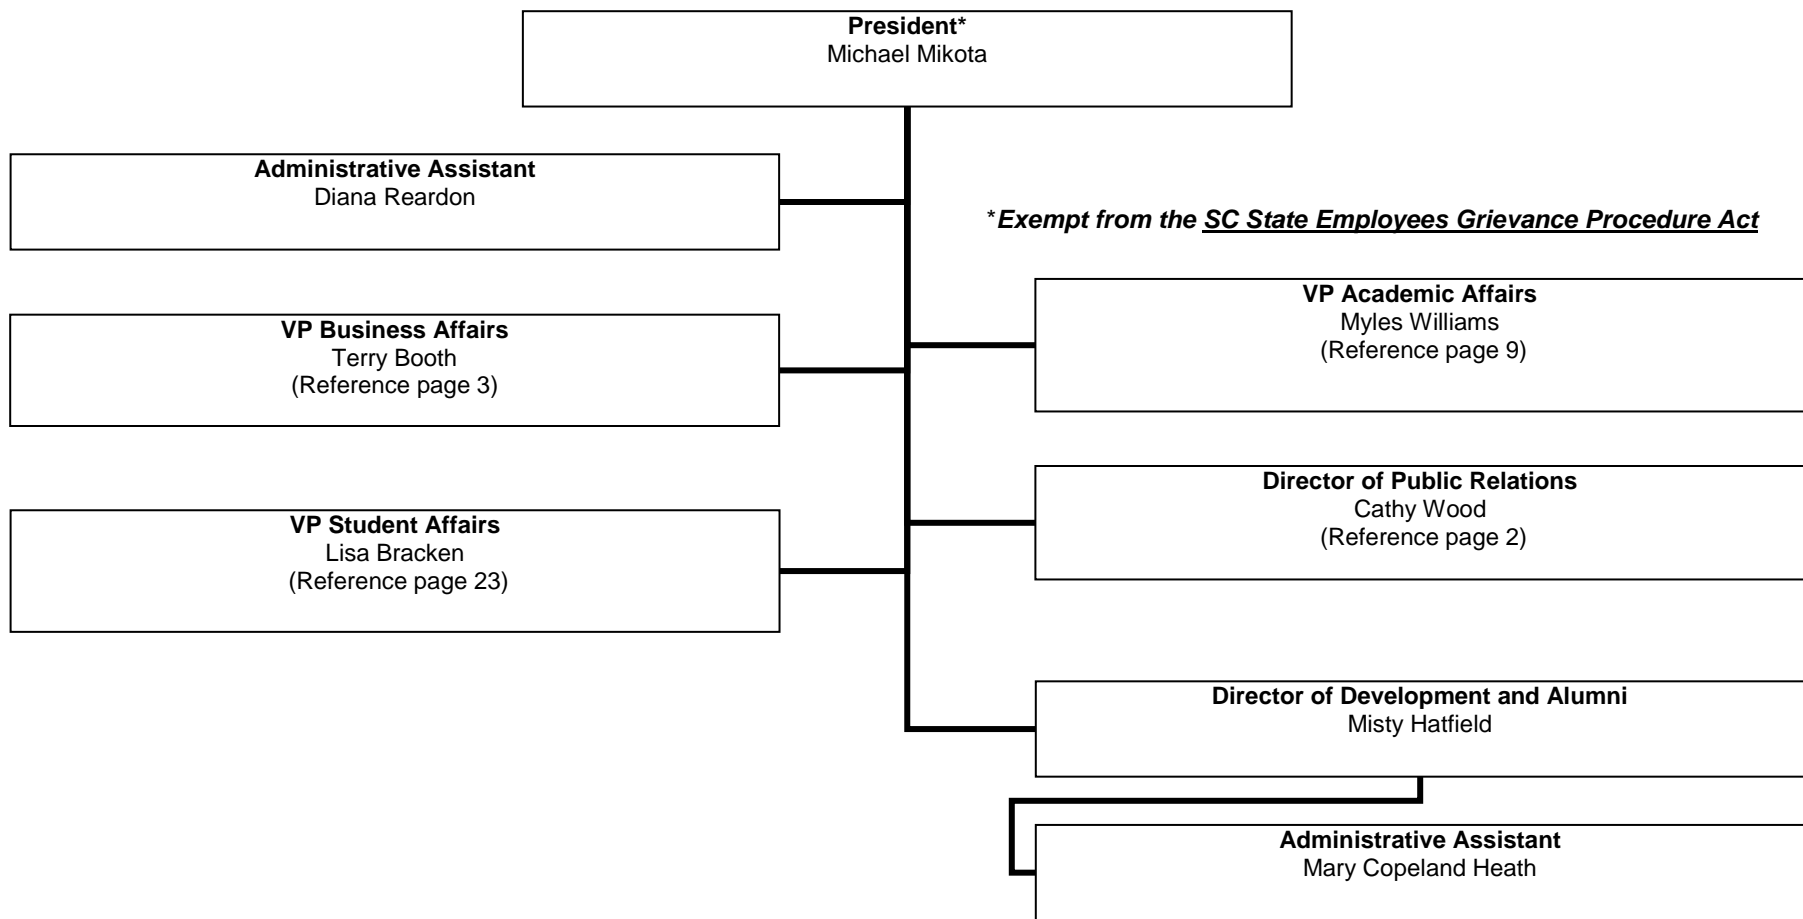 President*
Michael Mikota
Administrative Assistant
Diana Reardon
*Exempt from the SC State Employees Grievance Procedure Act
VP Academic Affairs
Myles Williams
(Reference page 9)
VP Business Affairs
Terry Booth
(Reference page 3)
Director of Public Relations
Cathy Wood
(Reference page 2)
VP Student Affairs
Lisa Bracken
(Reference page 23)
Director of Development and Alumni
Misty Hatfield
Administrative Assistant
Mary Copeland Heath